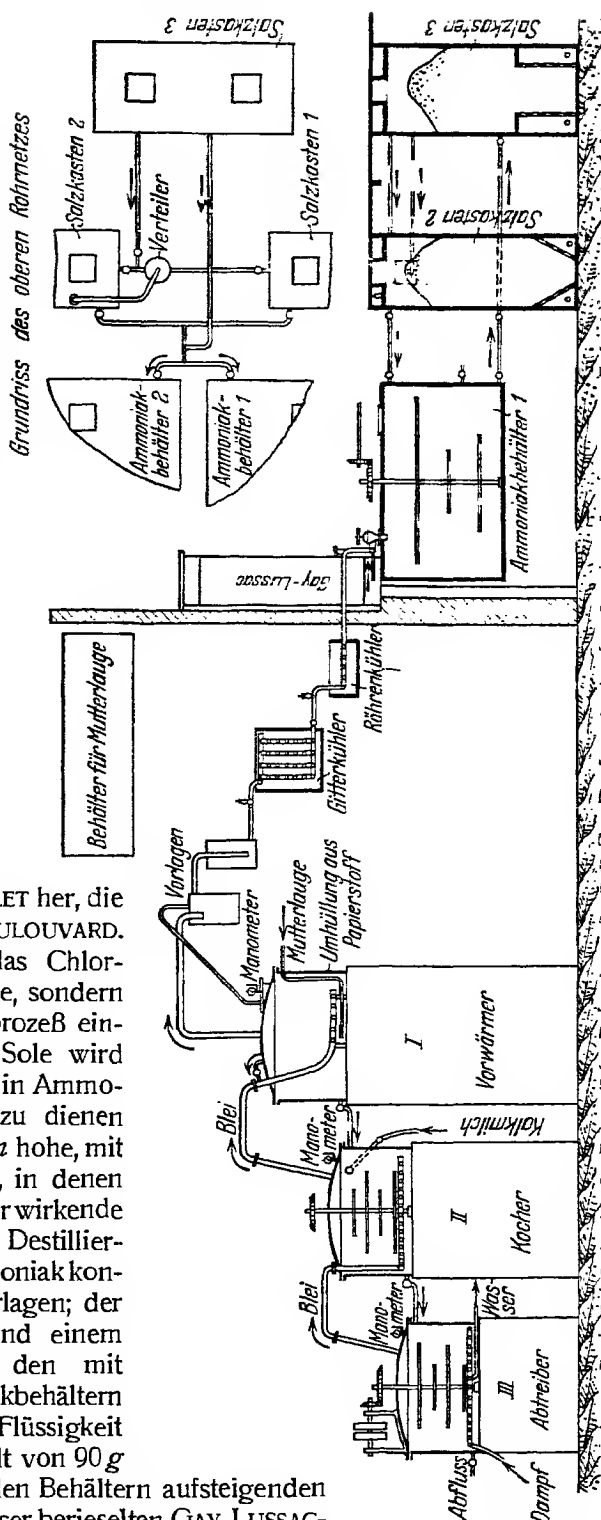 Grundriss des oberen Rohrnetzes
Salzkasten 3
Salzkasten 2
Verteiler
Salzkasten 1
Ammoniak-
behälter 2
Ammoniak-
behälter 1
Salzkasten 3
Salzkasten 2
Ammoniakbehälter 1
Gay-Lussac
Behälter für Mutterlauge
Röhrenkühler
Gitterkühler
Vorlagen
Manometer
Mutterlauge
Umhüllung aus
Papierstoff
I
Vorwärmer
Blei
Mano-
meter
Kalkmilch
II
Kocher
Blei
Mano-
meter
Was-
ser
III
Abtreiber
Abfluss
Dampf
LET her, die
ULOUVARD.
das Chlor-
e, sondern
prozeß ein-
Sole wird
in Ammo-
zu dienen
hohe, mit
, in denen
r wirkende
Destillier-
oniak kon-
rlagen; der
nd einem
den mit
kbehältern
Flüssigkeit
lt von 90 g
len Behältern aufsteigenden
ser berieselten GAY-LUSSAC-